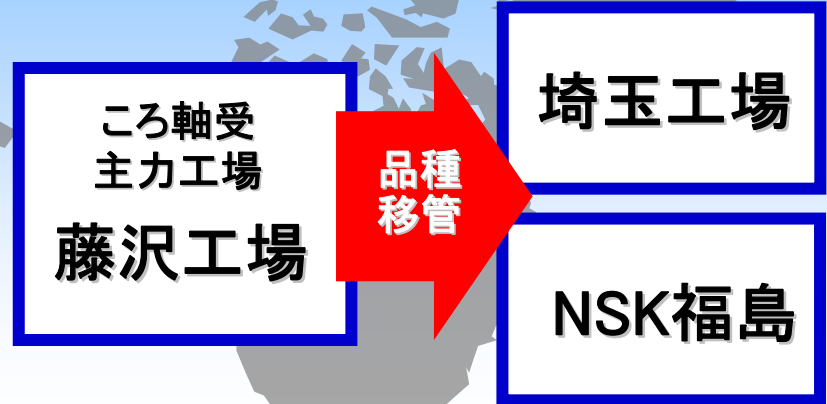 ころ軸受
主力工場
藤沢工場
品種
移管
埼玉工場
NSK福島